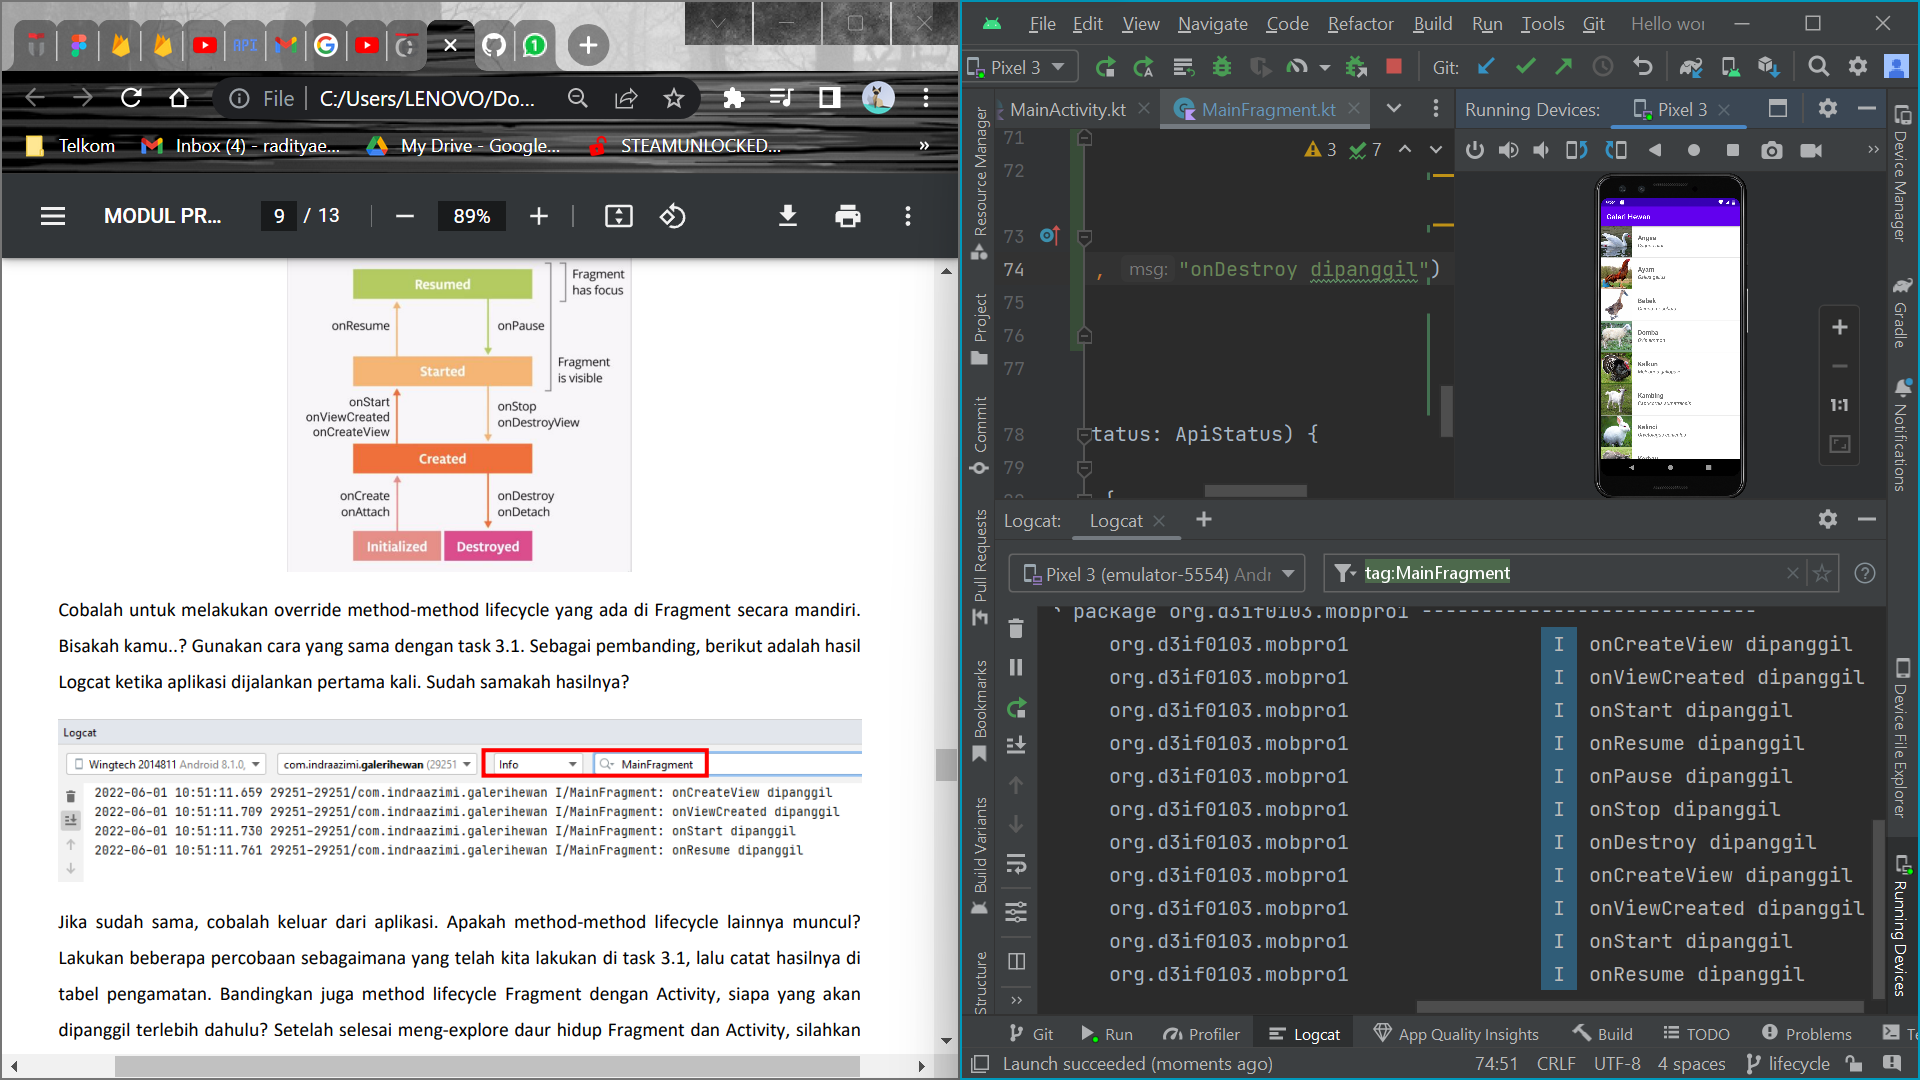 File C:/Users/LENOVO/Do...
Telkom Inbox (4) - radityae... My Drive - Google... STEAMUNLOCKED... »
MODUL PR... 9 / 13 89%
Resumed
Fragment
has focus
onResume onPause
Started
Fragment
is visible
onStart
onViewCreated
onCreateView
onStop
onDestroyView
Created
onCreate
onAttach
onDestroy
onDetach
Initialized Destroyed
Cobalah untuk melakukan override method-method lifecycle yang ada di Fragment secara mandiri.
Bisakah kamu..? Gunakan cara yang sama dengan task 3.1. Sebagai pembanding, berikut adalah hasil
Logcat ketika aplikasi dijalankan pertama kali. Sudah samakah hasilnya?
Logcat
Wingtech 2014811 Android 8.1.0, com.indraazimi.galerihewan (29251 Info MainFragment
2022-06-01 10:51:11.659 29251-29251/com.indraazimi.galerihewan I/MainFragment: onCreateView dipanggil
2022-06-01 10:51:11.709 29251-29251/com.indraazimi.galerihewan I/MainFragment: onViewCreated dipanggil
2022-06-01 10:51:11.730 29251-29251/com.indraazimi.galerihewan I/MainFragment: onStart dipanggil
2022-06-01 10:51:11.761 29251-29251/com.indraazimi.galerihewan I/MainFragment: onResume dipanggil
Jika sudah sama, cobalah keluar dari aplikasi. Apakah method-method lifecycle lainnya muncul?
Lakukan beberapa percobaan sebagaimana yang telah kita lakukan di task 3.1, lalu catat hasilnya di
tabel pengamatan. Bandingkan juga method lifecycle Fragment dengan Activity, siapa yang akan
dipanggil terlebih dahulu? Setelah selesai meng-explore daur hidup Fragment dan Activity, silahkan
File Edit View Navigate Code Refactor Build Run Tools Git Hello wor
Pixel 3 Git:
MainActivity.kt MainFragment.kt
Running Devices: Pixel 3
Resource Manager
Project
Commit
Pull Requests
Bookmarks
Build Variants
Structure
3 7
71
72
73
74 , msg: "onDestroy dipanggil")
75
76
77
78 tatus: ApiStatus) {
79
{
Galeri Hewan
Angsa
Ayam
Bebek
Domba
Kalkun
Kambing
Kelinci
1:1
Device Manager
Gradle
Notifications
Device File Explorer
Running Devices
Logcat: Logcat
Pixel 3 (emulator-5554) Andr tag:MainFragment
package org.d3if0103.mobpro1 ----------------------------
org.d3if0103.mobpro1 I onCreateView dipanggil
org.d3if0103.mobpro1 I onViewCreated dipanggil
org.d3if0103.mobpro1 I onStart dipanggil
org.d3if0103.mobpro1 I onResume dipanggil
org.d3if0103.mobpro1 I onPause dipanggil
org.d3if0103.mobpro1 I onStop dipanggil
org.d3if0103.mobpro1 I onDestroy dipanggil
org.d3if0103.mobpro1 I onCreateView dipanggil
org.d3if0103.mobpro1 I onViewCreated dipanggil
org.d3if0103.mobpro1 I onStart dipanggil
org.d3if0103.mobpro1 I onResume dipanggil
Git Run Profiler Logcat App Quality Insights Build TODO Problems Te
Launch succeeded (moments ago) 74:51 CRLF UTF-8 4 spaces lifecycle